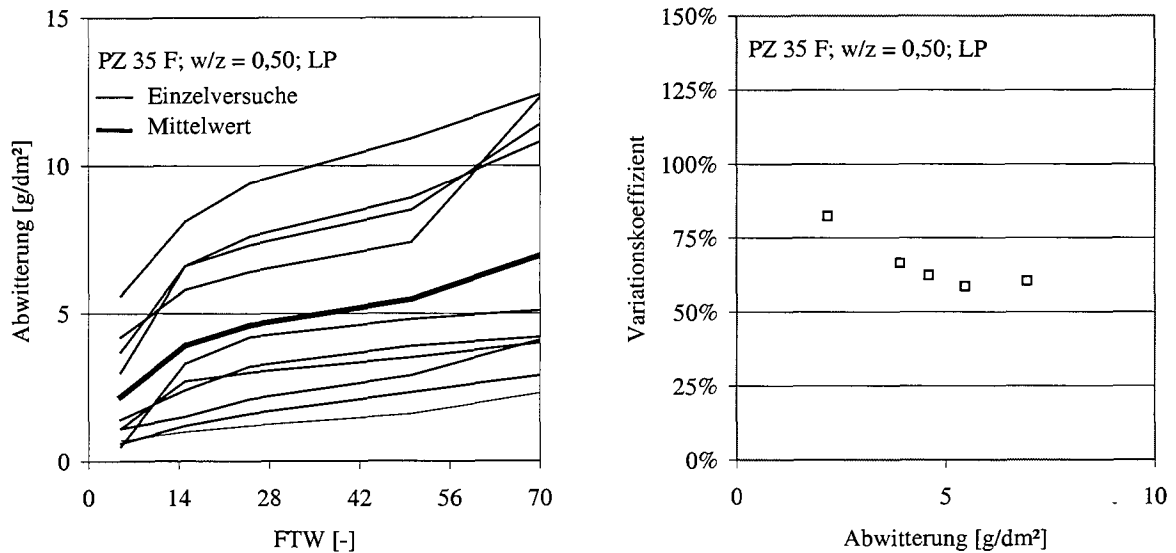 15
10
5
0
Abwitterung [g/dm²]
PZ 35 F; w/z = 0,50; LP
Einzelversuche
Mittelwert
0 14 28 42 56 70
FTW [-]
150%
125%
100%
75%
50%
25%
0%
Variationskoeffizient
PZ 35 F; w/z = 0,50; LP
0 5 10
Abwitterung [g/dm²]